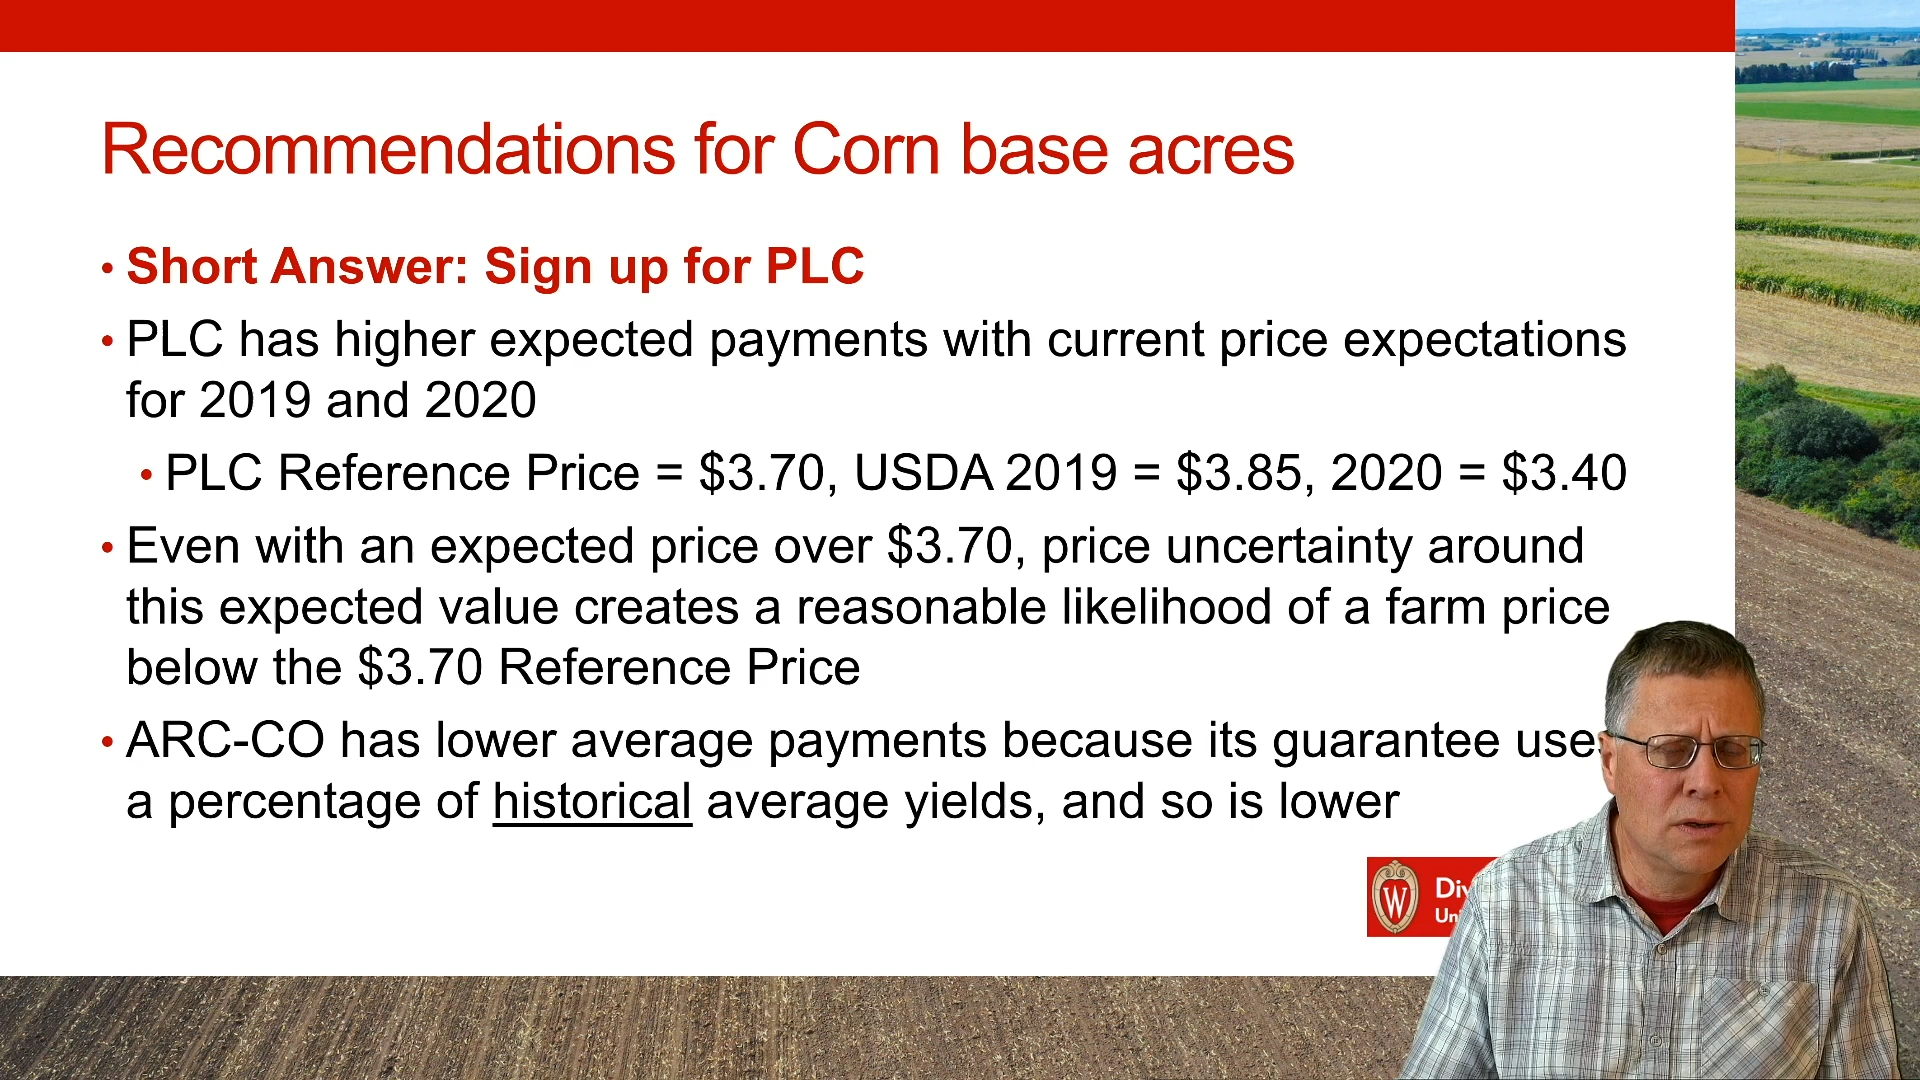 Recommendations for Corn base acres
• Short Answer: Sign up for PLC
• PLC has higher expected payments with current price expectations
for 2019 and 2020
• PLC Reference Price = $3.70, USDA 2019 = $3.85, 2020 = $3.40
• Even with an expected price over $3.70, price uncertainty around
this expected value creates a reasonable likelihood of a farm price
below the $3.70 Reference Price
• ARC-CO has lower average payments because its guarantee uses
a percentage of historical average yields, and so is lower
W